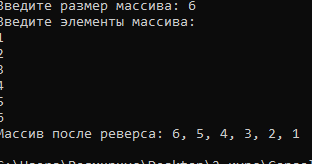 Введите размер массива: 6
Введите элементы массива:
1
2
3
4
5
6
Массив после реверса: 6, 5, 4, 3, 2, 1